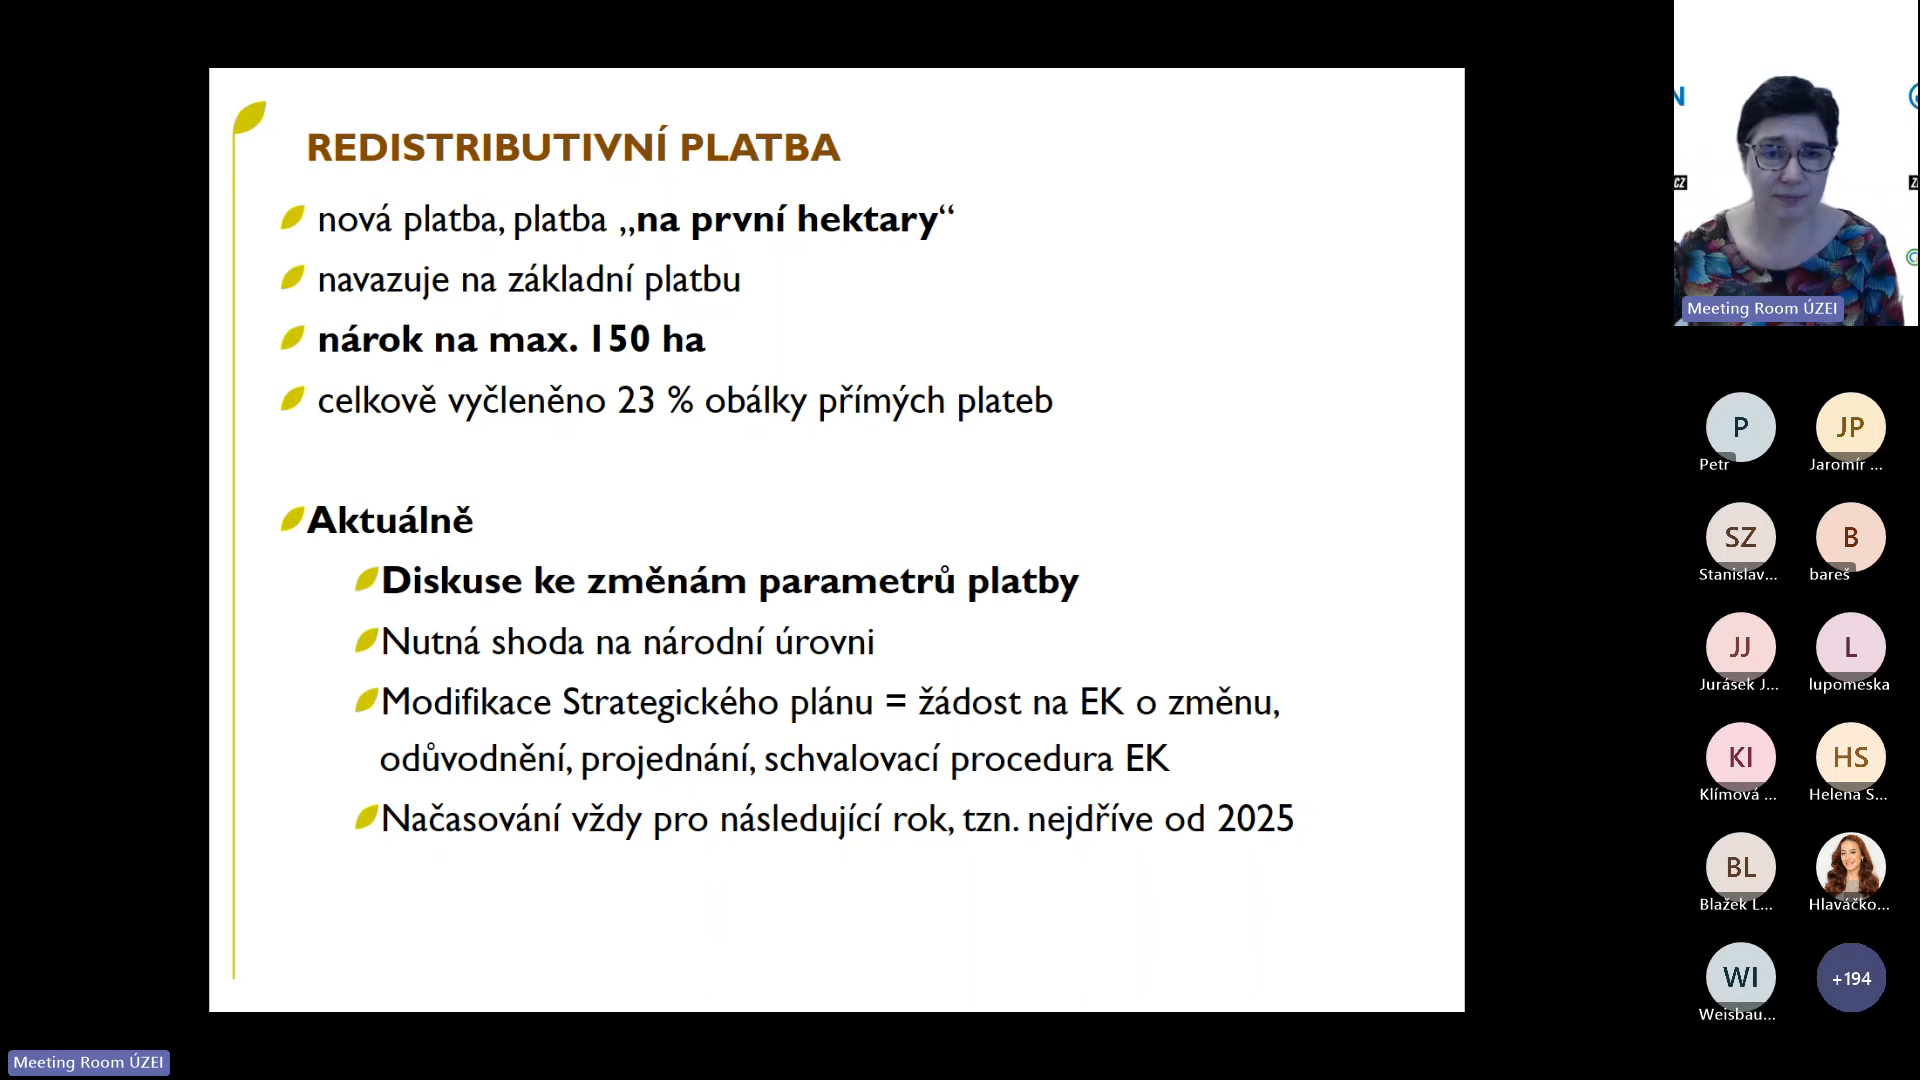 REDISTRIBUTIVNÍ PLATBA
nová platba, platba „na první hektary“
navazuje na základní platbu
nárok na max. 150 ha
celkově vyčleněno 23 % obálky přímých plateb
Aktuálně
Diskuse ke změnám parametrů platby
Nutná shoda na národní úrovni
Modifikace Strategického plánu = žádost na EK o změnu,
odůvodnění, projednání, schvalovací procedura EK
Načasování vždy pro následující rok, tzn. nejdříve od 2025
N
CZ
Meeting Room ÚZEI
P
JP
Petr
Jaromír ...
SZ
B
Stanislav...
bareš
JJ
L
Jurásek J...
lupomeska
KI
HS
Klímová ...
Helena S...
BL
Blažek L...
Hlaváčko...
WI
+194
Weisbau...
Meeting Room ÚZEI